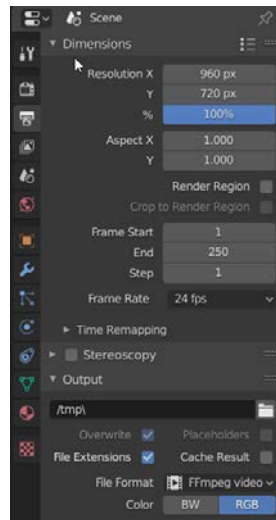 Scene
Dimensions
Resolution X 960 px
Y 720 px
% 100%
Aspect X 1.000
Y 1.000
Render Region
Crop to Render Region
Frame Start 1
End 250
Step 1
Frame Rate 24 fps
Time Remapping
Stereoscopy
Output
/tmp\
Overwrite Placeholders
File Extensions Cache Result
File Format FFmpeg video
Color BW RGB